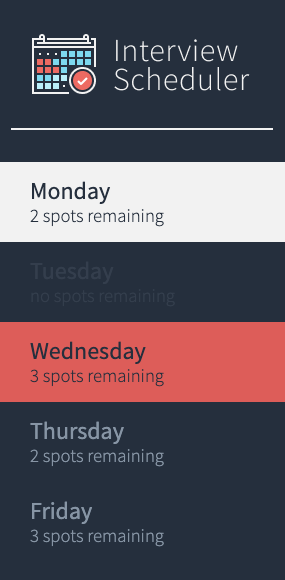 Interview
Scheduler
Monday
2 spots remaining
Tuesday
no spots remaining
Wednesday
3 spots remaining
Thursday
2 spots remaining
Friday
3 spots remaining